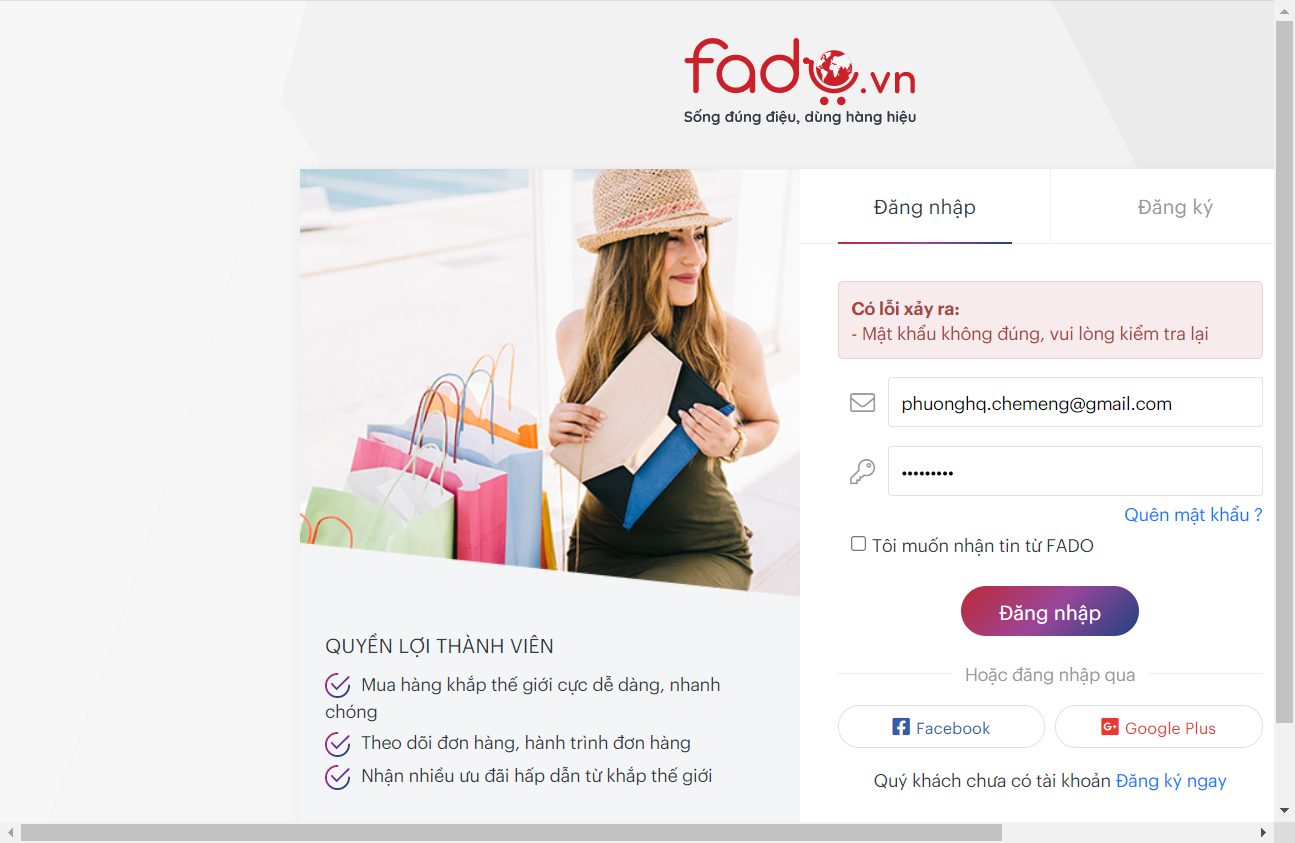 fado.vn
Sống đúng điệu, dùng hàng hiệu
Đăng nhập
Đăng ký
Có lỗi xảy ra:
- Mật khẩu không đúng, vui lòng kiểm tra lại
phuonghq.chemeng@gmail.com
•••••••••
Quên mật khẩu ?
Tôi muốn nhận tin từ FADO
Đăng nhập
Hoặc đăng nhập qua
Facebook
G+ Google Plus
Quý khách chưa có tài khoản Đăng ký ngay
QUYỀN LỢI THÀNH VIÊN
Mua hàng khắp thế giới cực dễ dàng, nhanh
chóng
Theo dõi đơn hàng, hành trình đơn hàng
Nhận nhiều ưu đãi hấp dẫn từ khắp thế giới